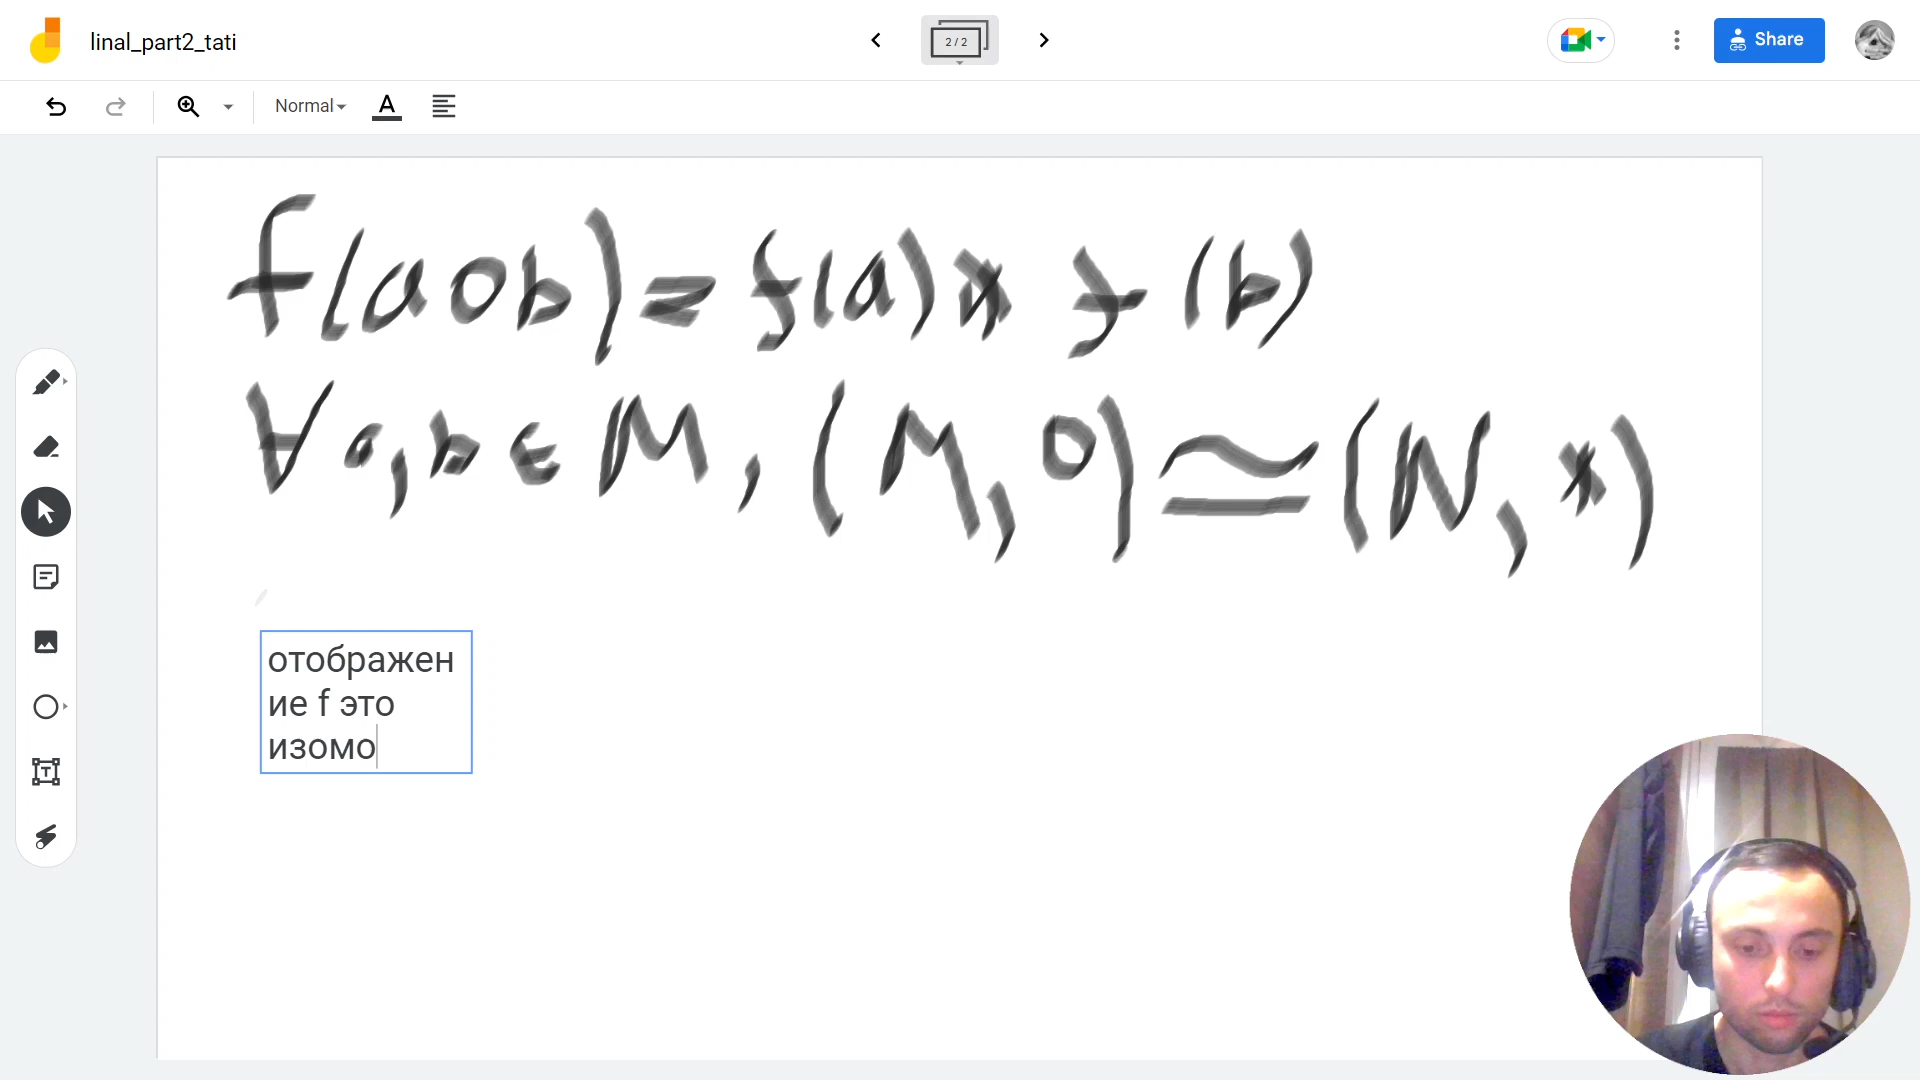 linal_part2_tati
2 / 2
Share
Normal
A
f(a∘b) = f(a) * f(b)
∀ a, b ∈ M, (M, ∘) ≅ (N, *)
отображен
ие f это
изомо